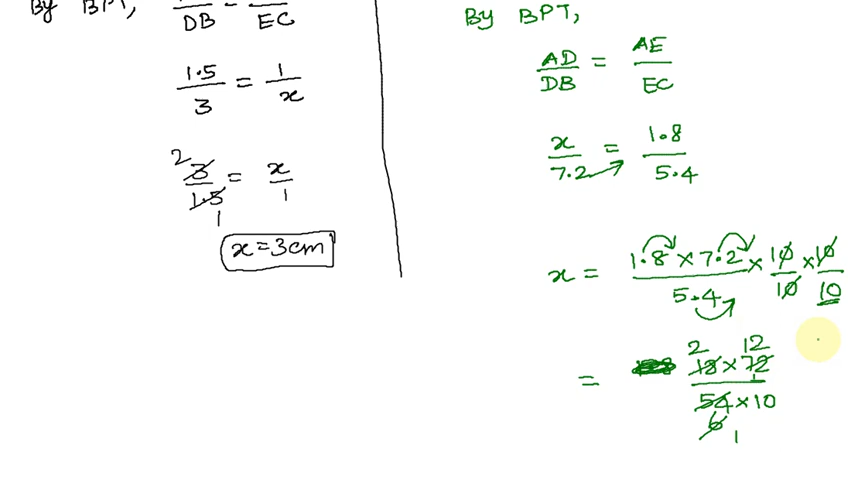 By BPT, /DB = /EC
1.5/3 = 1/x
2 3/1.5 = x/1
1
x=3cm
By BPT,
AD/DB = AE/EC
x/7.2 = 1.8/5.4
x = 1.8 x 7.2/5.4 x 10/10 x 10/10
2 12
= 18 x 72/54 x 10
6 1